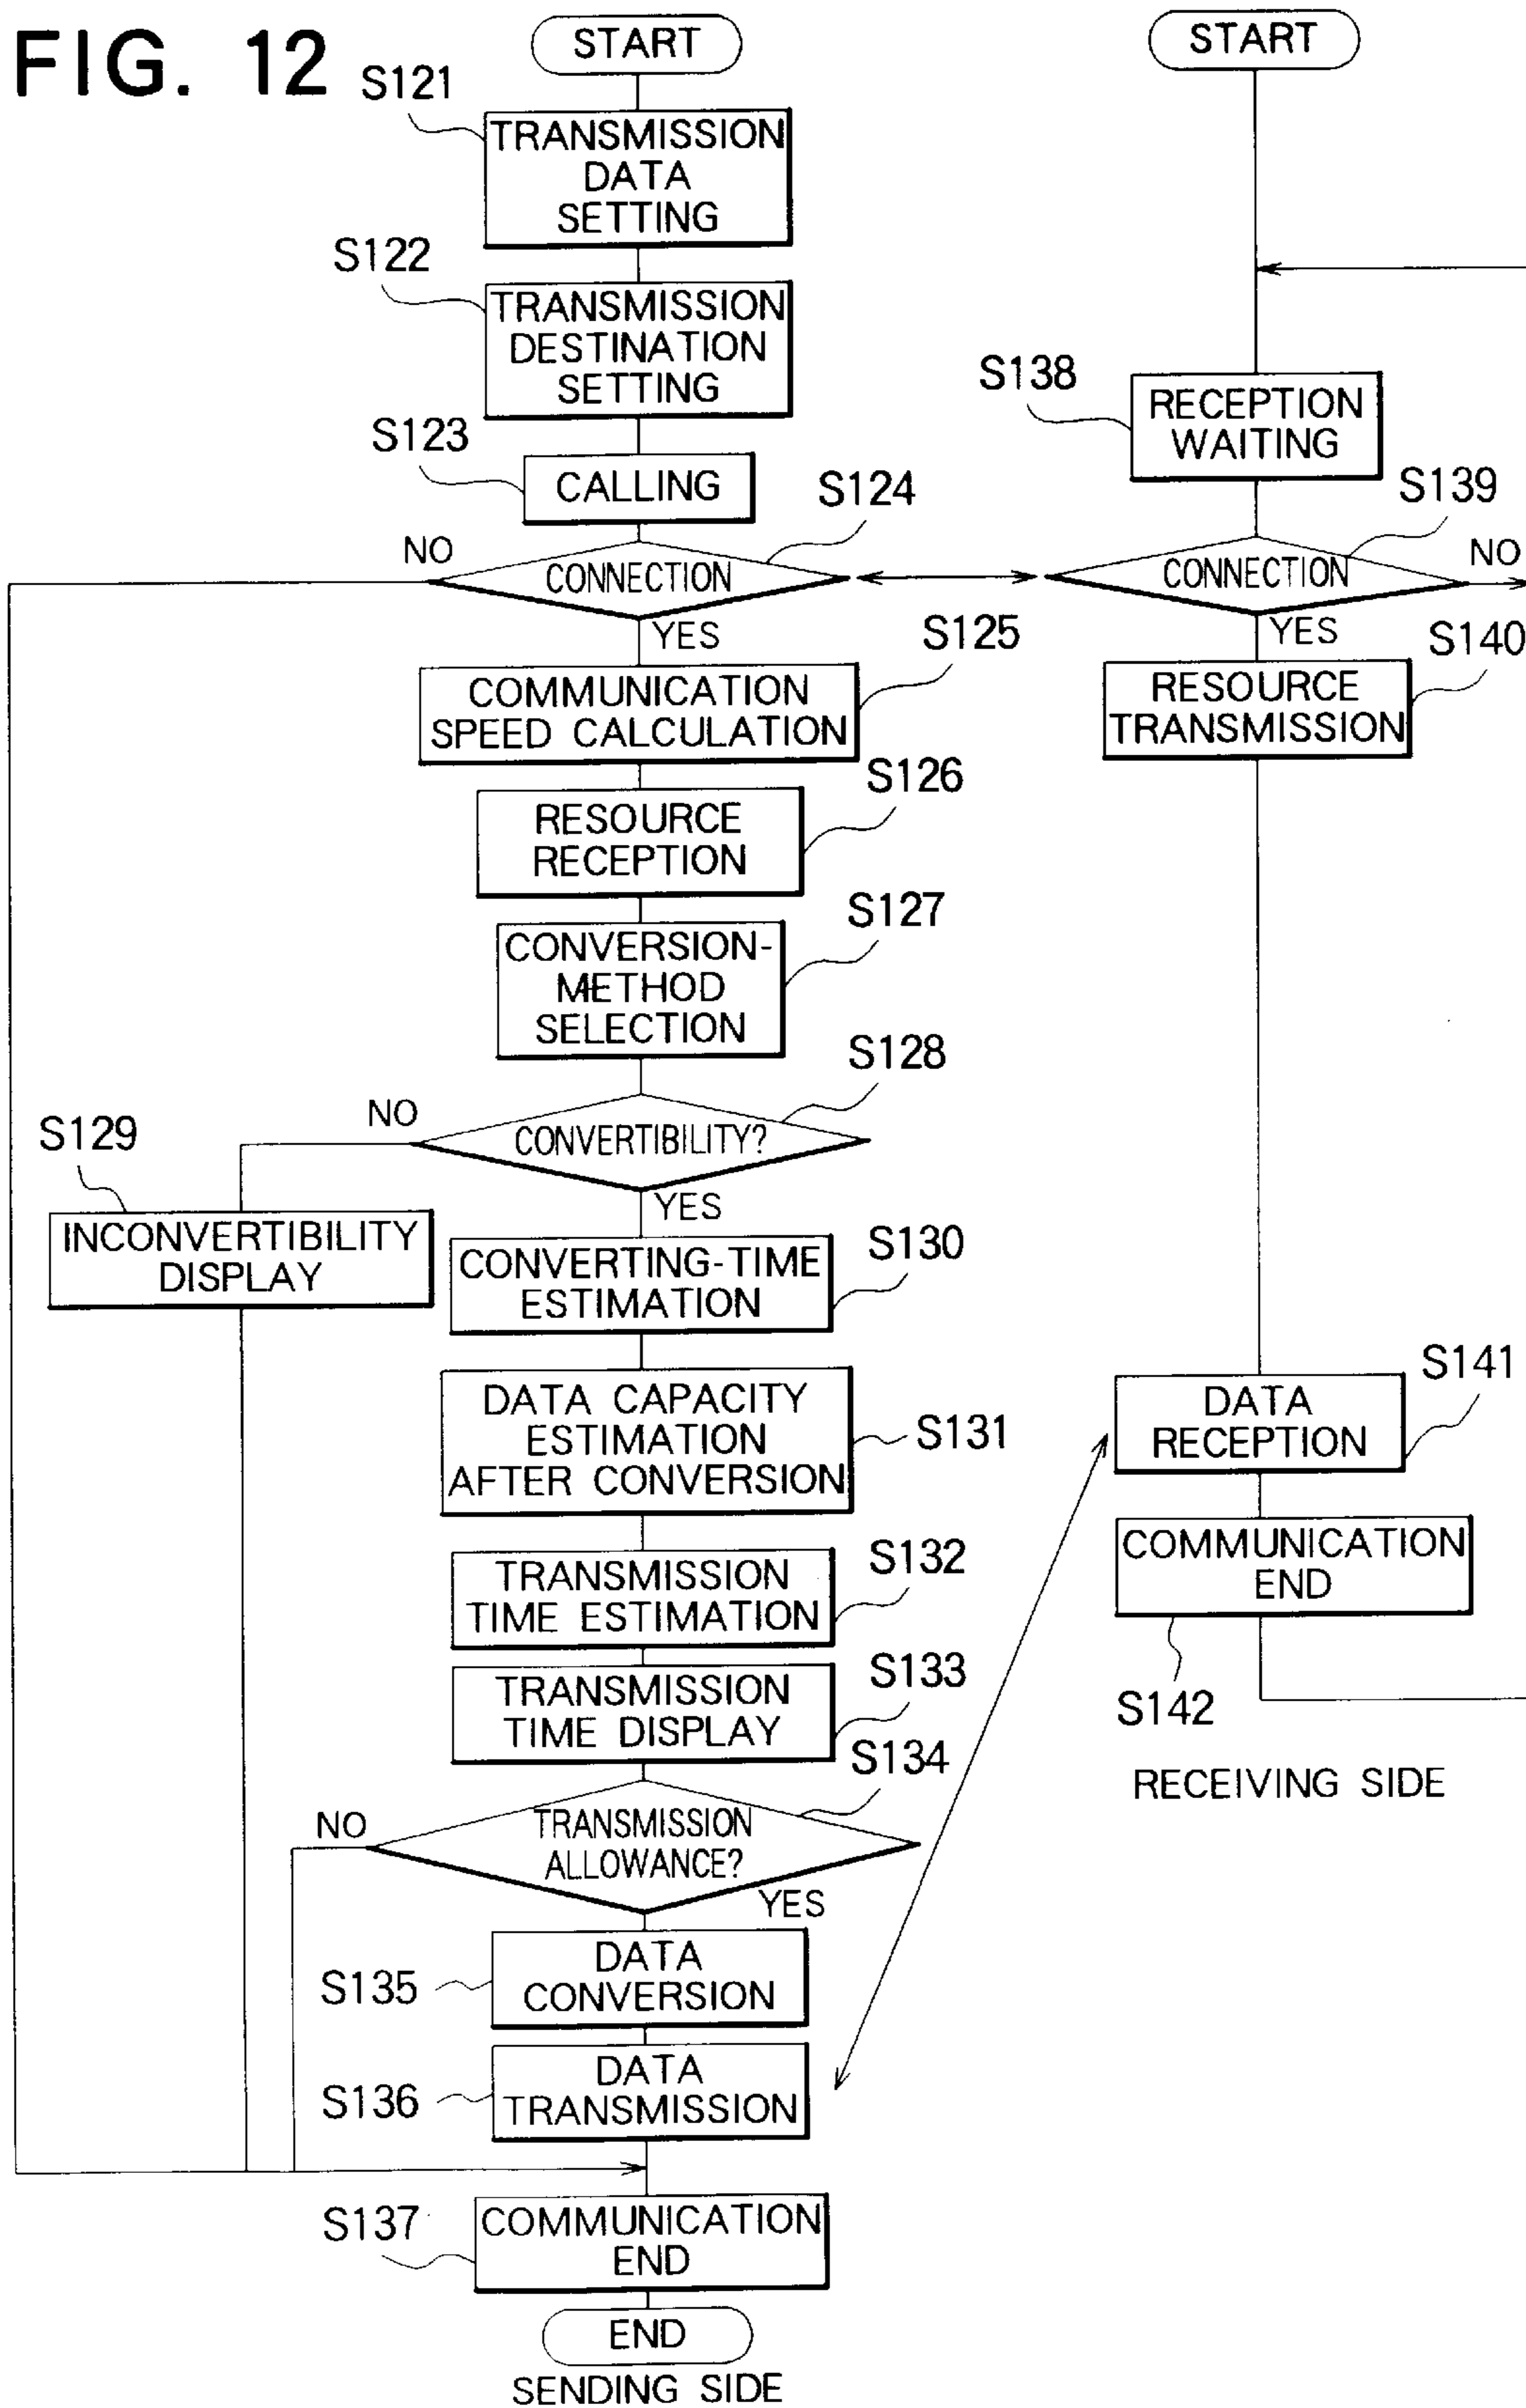 FIG. 12
START
S121
TRANSMISSION
DATA
SETTING
S122
TRANSMISSION
DESTINATION
SETTING
S123
CALLING
S124
NO
CONNECTION
YES
S125
COMMUNICATION
SPEED CALCULATION
S126
RESOURCE
RECEPTION
S127
CONVERSION-
METHOD
SELECTION
S128
NO
CONVERTIBILITY?
YES
S129
INCONVERTIBILITY
DISPLAY
S130
CONVERTING-TIME
ESTIMATION
DATA CAPACITY
ESTIMATION
AFTER CONVERSION
S131
S132
TRANSMISSION
TIME ESTIMATION
S133
TRANSMISSION
TIME DISPLAY
S134
NO
TRANSMISSION
ALLOWANCE?
YES
S135
DATA
CONVERSION
S136
DATA
TRANSMISSION
S137
COMMUNICATION
END
END
SENDING SIDE
START
S138
RECEPTION
WAITING
S139
CONNECTION
NO
YES
S140
RESOURCE
TRANSMISSION
S141
DATA
RECEPTION
COMMUNICATION
END
S142
RECEIVING SIDE